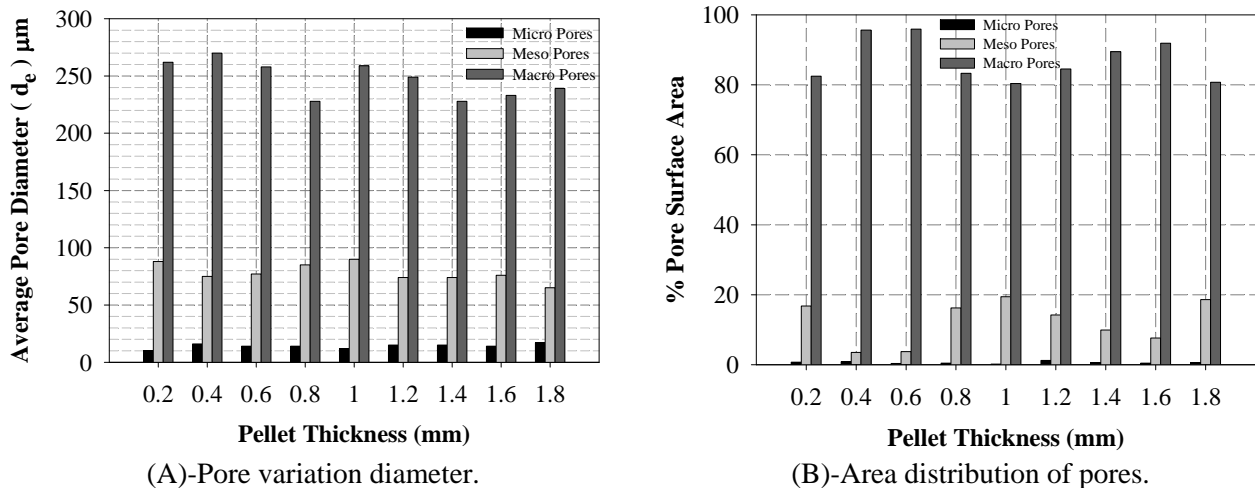 300
250
200
150
100
50
0
Average Pore Diameter ( de ) μm
Micro Pores
Meso Pores
Macro Pores
0.2 0.4 0.6 0.8 1 1.2 1.4 1.6 1.8
Pellet Thickness (mm)
(A)-Pore variation diameter.
100
80
60
40
20
0
% Pore Surface Area
Micro Pores
Meso Pores
Macro Pores
0.2 0.4 0.6 0.8 1 1.2 1.4 1.6 1.8
Pellet Thickness (mm)
(B)-Area distribution of pores.